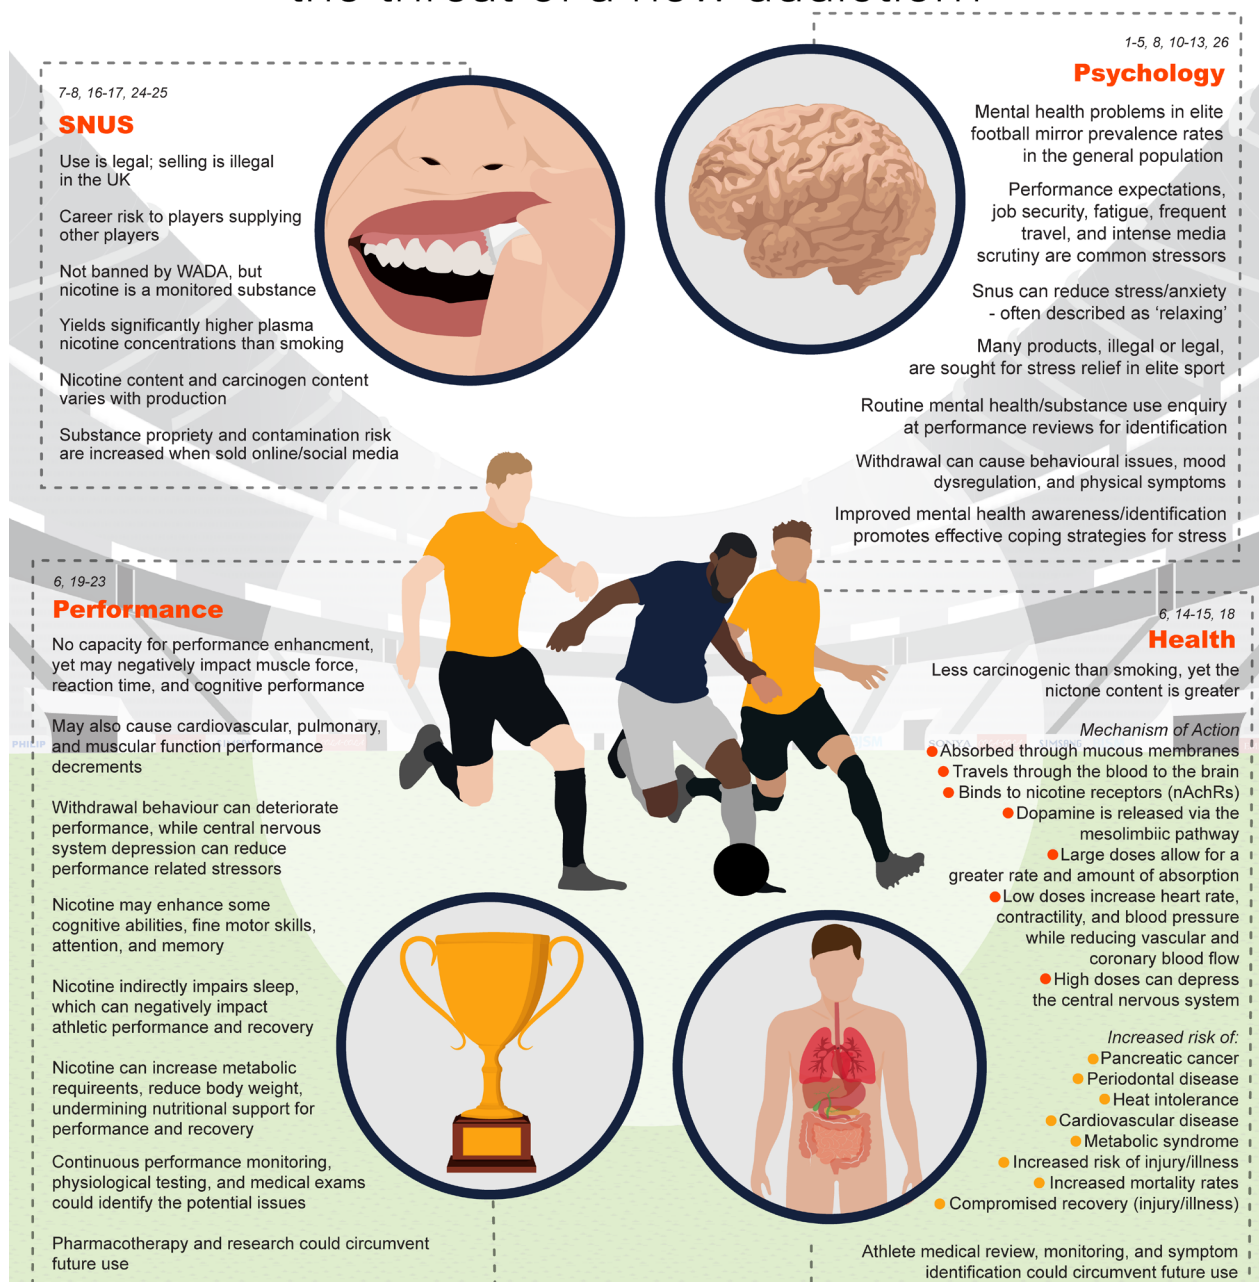 the threat of a new addiction.
7-8, 16-17, 24-25
SNUS
Use is legal; selling is illegal
in the UK
Career risk to players supplying
other players
Not banned by WADA, but
nicotine is a monitored substance
Yields significantly higher plasma
nicotine concentrations than smoking
Nicotine content and carcinogen content
varies with production
Substance propriety and contamination risk
are increased when sold online/social media
1-5, 8, 10-13, 26
Psychology
Mental health problems in elite
football mirror prevalence rates
in the general population
Performance expectations,
job security, fatigue, frequent
travel, and intense media
scrutiny are common stressors
Snus can reduce stress/anxiety
- often described as ‘relaxing’
Many products, illegal or legal,
are sought for stress relief in elite sport
Routine mental health/substance use enquiry
at performance reviews for identification
Withdrawal can cause behavioural issues, mood
dysregulation, and physical symptoms
Improved mental health awareness/identification
promotes effective coping strategies for stress
6, 19-23
Performance
No capacity for performance enhancment,
yet may negatively impact muscle force,
reaction time, and cognitive performance
May also cause cardiovascular, pulmonary,
and muscular function performance
decrements
Withdrawal behaviour can deteriorate
performance, while central nervous
system depression can reduce
performance related stressors
Nicotine may enhance some
cognitive abilities, fine motor skills,
attention, and memory
Nicotine indirectly impairs sleep,
which can negatively impact
athletic performance and recovery
Nicotine can increase metabolic
requireents, reduce body weight,
undermining nutritional support for
performance and recovery
Continuous performance monitoring,
physiological testing, and medical exams
could identify the potential issues
Pharmacotherapy and research could circumvent
future use
6, 14-15, 18
Health
Less carcinogenic than smoking, yet the
nictone content is greater
Mechanism of Action
Absorbed through mucous membranes
Travels through the blood to the brain
Binds to nicotine receptors (nAchRs)
Dopamine is released via the
mesolimbiic pathway
Large doses allow for a
greater rate and amount of absorption
Low doses increase heart rate,
contractility, and blood pressure
while reducing vascular and
coronary blood flow
High doses can depress
the central nervous system
Increased risk of:
Pancreatic cancer
Periodontal disease
Heat intolerance
Cardiovascular disease
Metabolic syndrome
Increased risk of injury/illness
Increased mortality rates
Compromised recovery (injury/illness)
Athlete medical review, monitoring, and symptom
identification could circumvent future use